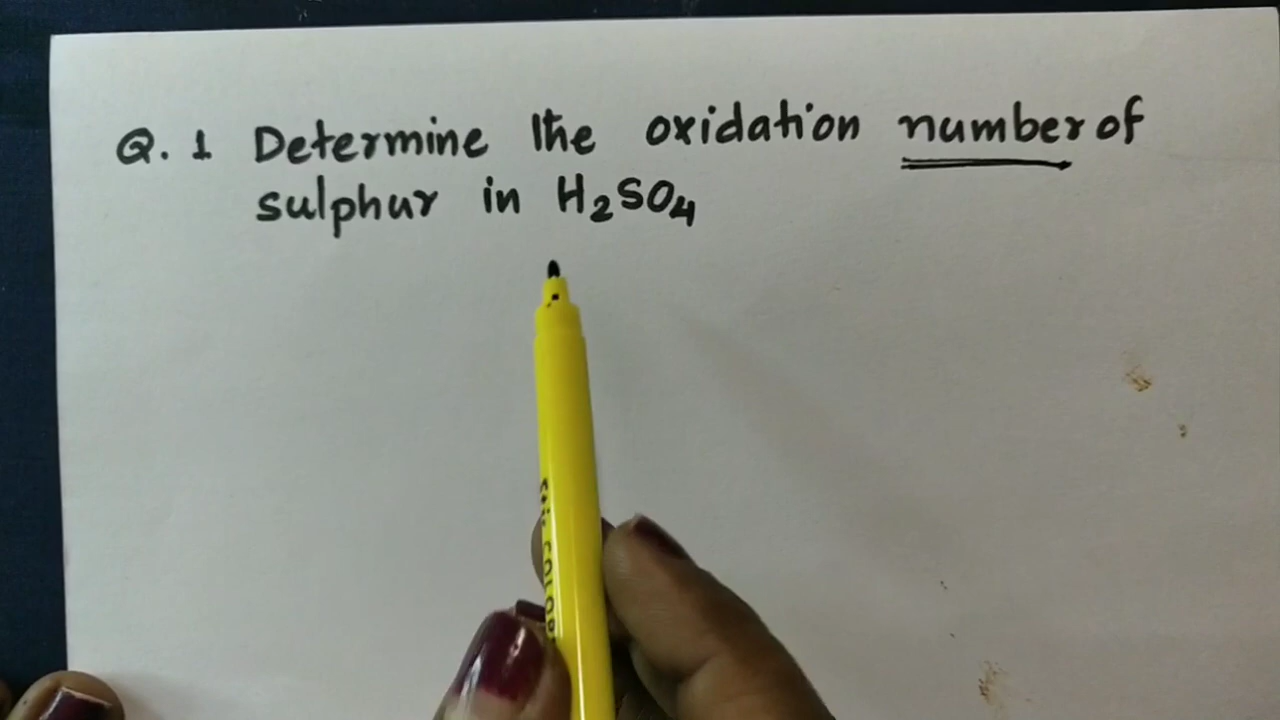 Q. 1 Determine the oxidation number of
sulphur in H₂SO₄